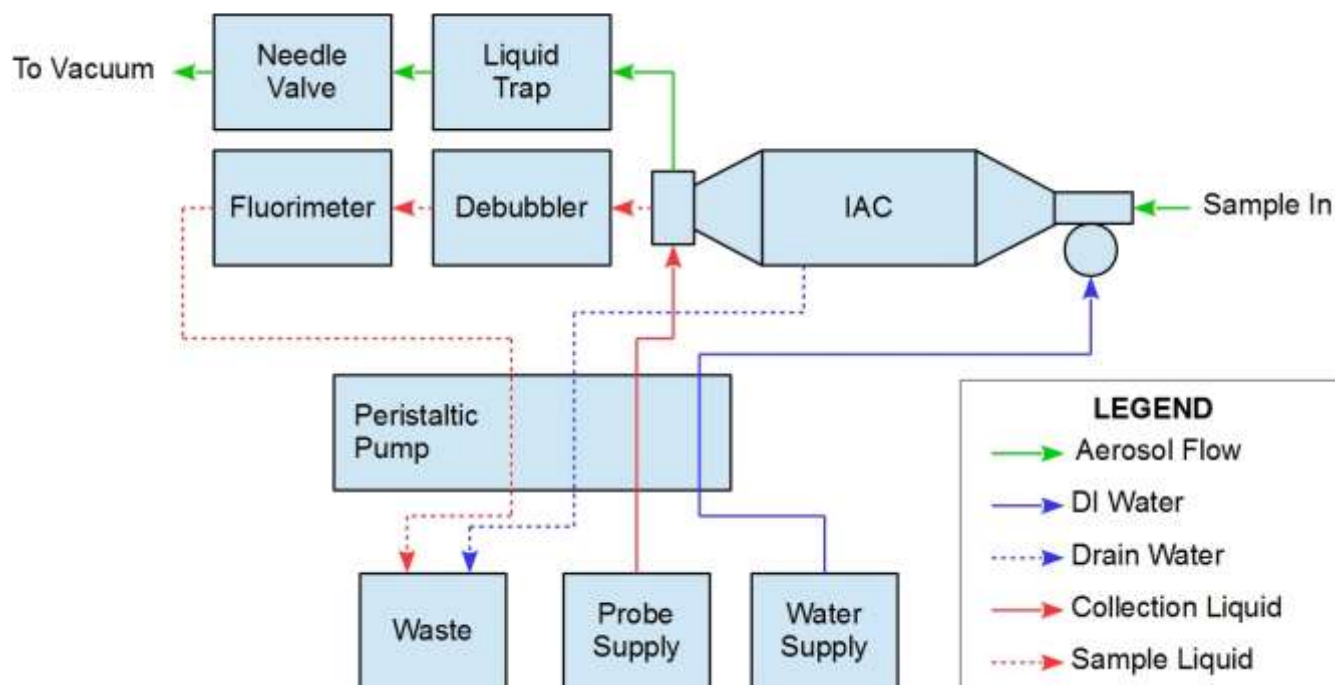 To Vacuum
Needle
Valve
Liquid
Trap
Fluorimeter
Debubbler
IAC
Sample In
Peristaltic
Pump
Waste
Probe
Supply
Water
Supply
LEGEND
Aerosol Flow
DI Water
Drain Water
Collection Liquid
Sample Liquid